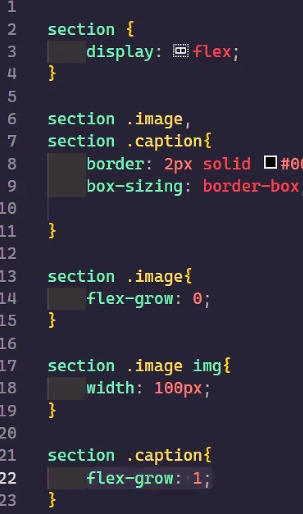 1
2 section {
3     display: flex;
4 }
5
6 section .image,
7 section .caption{
8     border: 2px solid #00
9     box-sizing: border-box
10
11 }
12
13 section .image{
14     flex-grow: 0;
15 }
16
17 section .image img{
18     width: 100px;
19 }
20
21 section .caption{
22     flex-grow: 1;
23 }